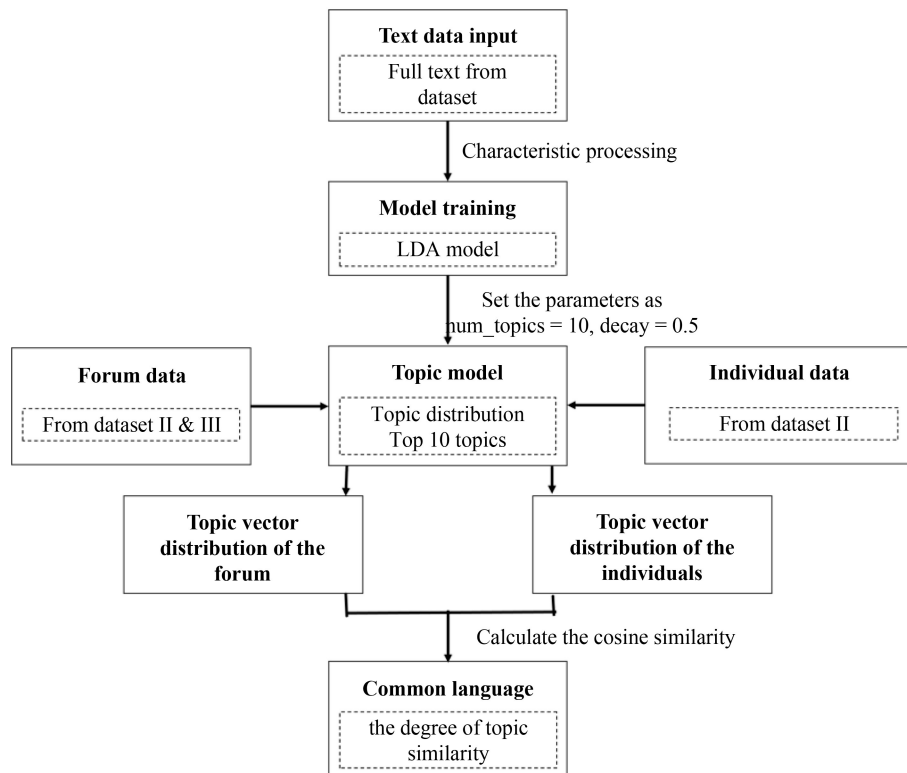 Text data input
Full text from
dataset
Characteristic processing
Model training
LDA model
Set the parameters as
num_topics = 10, decay = 0.5
Forum data
From dataset II & III
Topic model
Topic distribution
Top 10 topics
Individual data
From dataset II
Topic vector
distribution of the
forum
Topic vector
distribution of the
individuals
Calculate the cosine similarity
Common language
the degree of topic
similarity